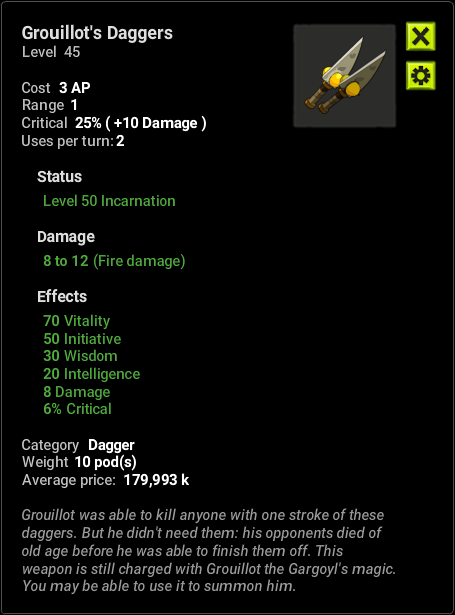 Grouillot's Daggers
Level 45
Cost 3 AP
Range 1
Critical 25% ( +10 Damage )
Uses per turn: 2
Status
Level 50 Incarnation
Damage
8 to 12 (Fire damage)
Effects
70 Vitality
50 Initiative
30 Wisdom
20 Intelligence
8 Damage
6% Critical
Category Dagger
Weight 10 pod(s)
Average price: 179,993 k
Grouillot was able to kill anyone with one stroke of these
daggers. But he didn't need them: his opponents died of
old age before he was able to finish them off. This
weapon is still charged with Grouillot the Gargoyl's magic.
You may be able to use it to summon him.